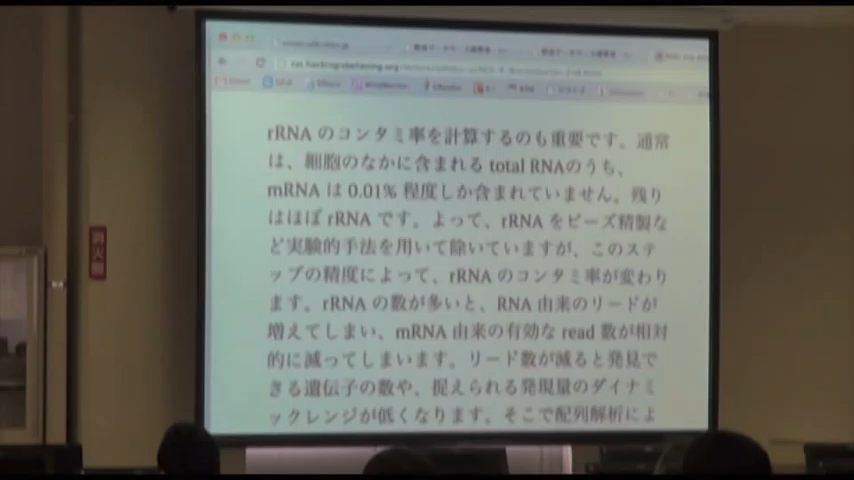 rRNA のコンタミ率を計算するのも重要です。通常
は、細胞のなかに含まれる total RNAのうち、
mRNA は 0.01% 程度しか含まれていません。残り
はほぼ rRNA です。よって、rRNA をビーズ精製な
ど実験的手法を用いて除いていますが、このステ
ップの精度によって、rRNA のコンタミ率が変わり
ます。rRNA の数が多いと、RNA 由来のリードが
増えてしまい、mRNA 由来の有効な read 数が相対
的に減ってしまいます。リード数が減ると発見で
きる遺伝子の数や、捉えられる発現量のダイナミ
ックレンジが低くなります。そこで配列解析によ
消火器